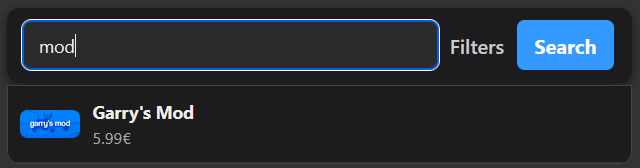 mod
Filters
Search
garry's mod
Garry's Mod
5.99€